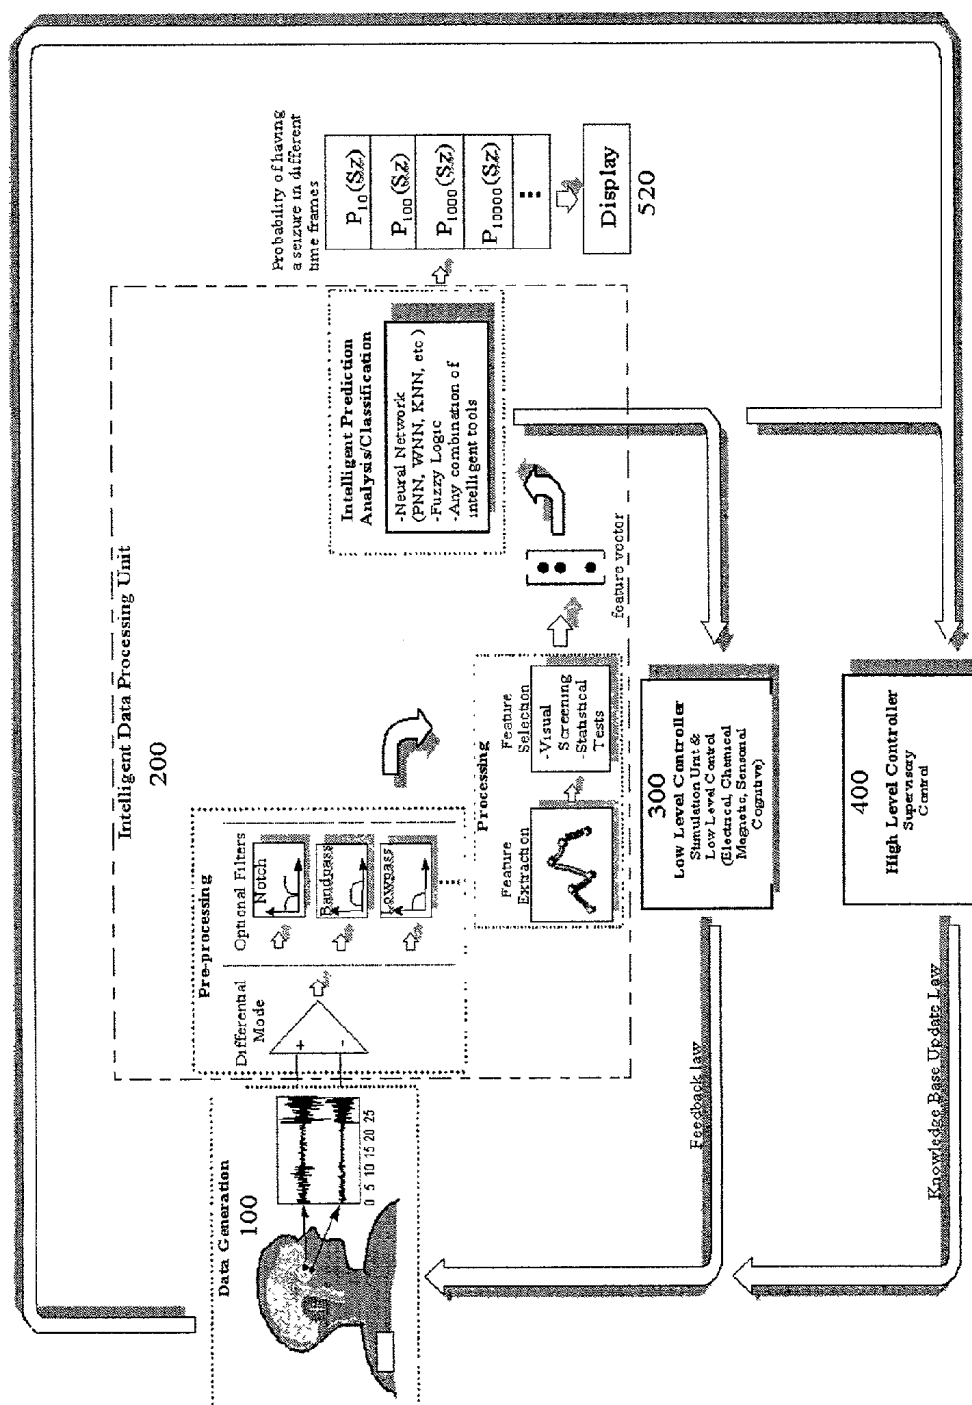 Data Generation
100
0 5 10 15 20 25
Intelligent Data Processing Unit
200
Pre-processing
Differential
Mode
+
-
Optional Filters
Notch
Bandpass
Lowpass
Processing
Feature
Extraction
Feature
Selection
- Visual
Screening
-Statistical
Tests
feature vector
Intelligent Prediction
Analysis/Classification
-Neural Network
(PNN, WNN, KNN, etc )
-Fuzzy Logic
-Any combination of
intelligent tools
Probability of having
a seizure in different
time frames
P10(Sz)
P100(Sz)
P1000(Sz)
P10000(Sz)
Display
520
300
Low Level Controller
Stimulation Unit &
Low Level Control
(Electrical, Chemical
Magnetic, Sensorial
Cognitive)
400
High Level Controller
Supervisory
Control
Feedback law
Knowledge Base Update Law